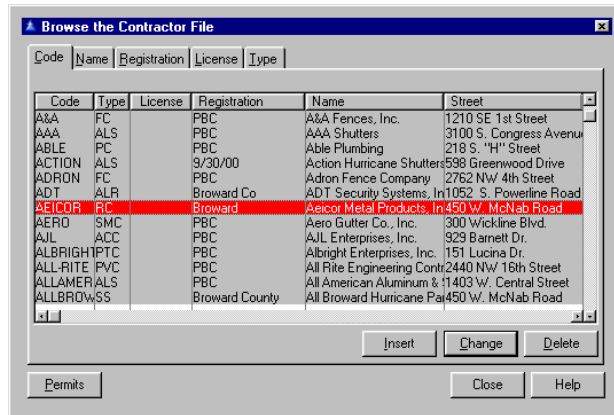 Browse the Contractor File
Code Name Registration License Type
Code Type License Registration Name Street
A&A FC PBC A&A Fences, Inc. 1210 SE 1st Street
AAA ALS PBC AAA Shutters 3100 S. Congress Avenu
ABLE PC PBC Able Plumbing 218 S. "H" Street
ACTION ALS 9/30/00 Action Hurricane Shutters 598 Greenwood Drive
ADRON FC PBC Adron Fence Company 2762 NW 4th Street
ADT ALR Broward Co ADT Security Systems, In 1052 S. Powerline Road
AEICOR RC Broward Aeicor Metal Products, In 450 W. McNab Road
AERO SMC PBC Aero Gutter Co., Inc. 300 Wickline Blvd.
AJL ACC PBC AJL Enterprises, Inc. 929 Barnett Dr.
ALBRIGHT PTC PBC Albright Enterprises, Inc. 151 Lucina Dr.
ALL-RITE PVC PBC All Rite Engineering Contr 2440 NW 16th Street
ALLAMER ALS PBC All American Aluminum & 1403 W. Central Street
ALLBROW SS Broward County All Broward Hurricane Pa 450 W. McNab Road
Insert Change Delete
Permits Close Help